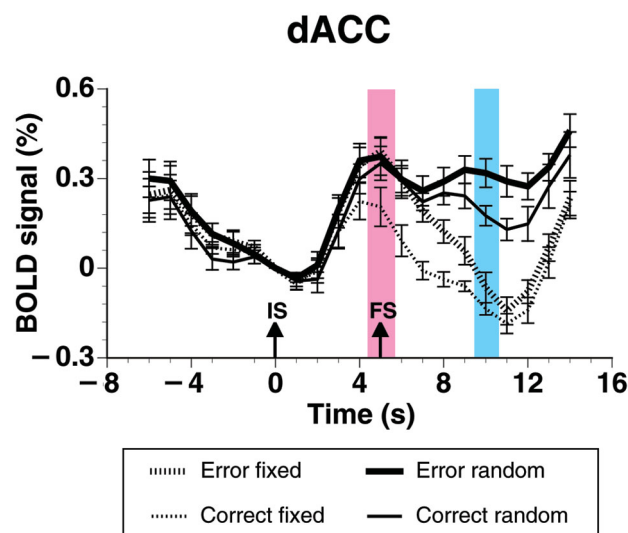 dACC
BOLD signal (%)
0.6
0.3
0
−0.3
IS
FS
−8 −4 0 4 8 12 16
Time (s)
Error fixed Error random
Correct fixed Correct random